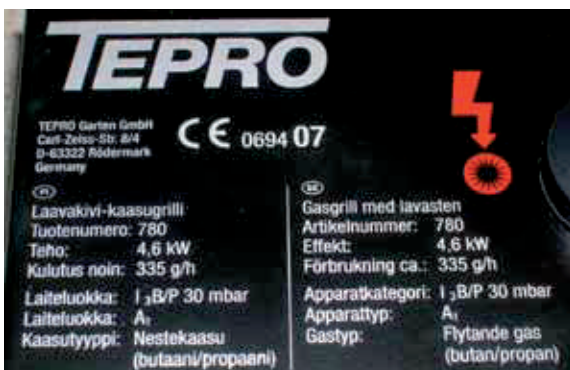 TEPRO
TEPRO Garten GmbH
Carl-Zeiss-Str. 8/4
D-63322 Rödermark
Germany
CE 0694 07
FI
Laavakivi-kaasugrilli
Tuotenumero: 780
Teho: 4,6 kW
Kulutus noin: 335 g/h
Laiteluokka: I ₃B/P 30 mbar
Laiteluokka: A₁
Kaasutyyppi: Nestekaasu
(butaani/propaani)
SE
Gasgrill med lavasten
Artikelnummer: 780
Effekt: 4,6 kW
Förbrukning ca.: 335 g/h
Apparatkategori: I ₃B/P 30 mbar
Apparattyp: A₁
Gastyp: Flytande gas
(butan/propan)